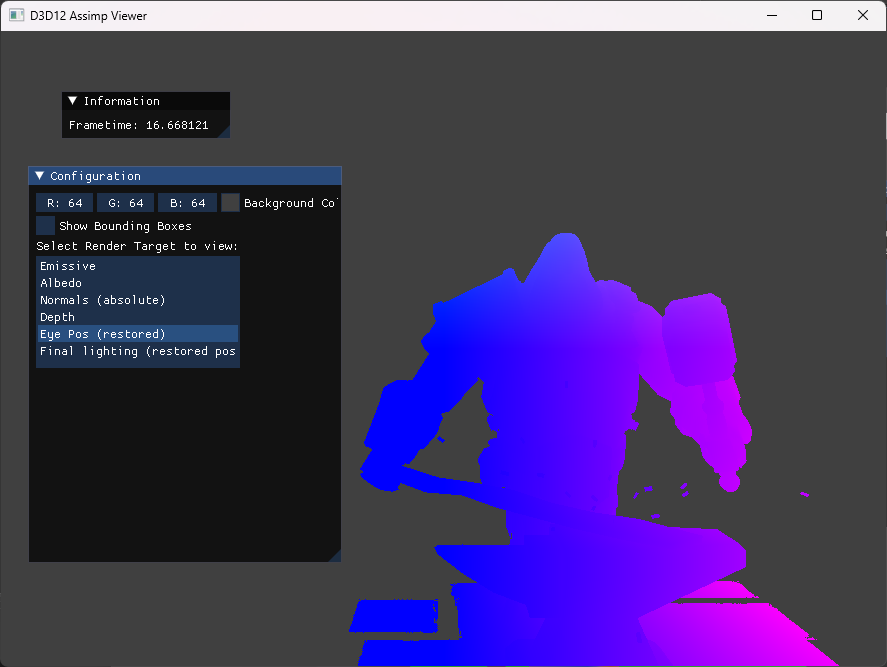 D3D12 Assimp Viewer
Information
Frametime: 16.668121
Configuration
R: 64 G: 64 B: 64 Background Co
Show Bounding Boxes
Select Render Target to view:
Emissive
Albedo
Normals (absolute)
Depth
Eye Pos (restored)
Final lighting (restored pos